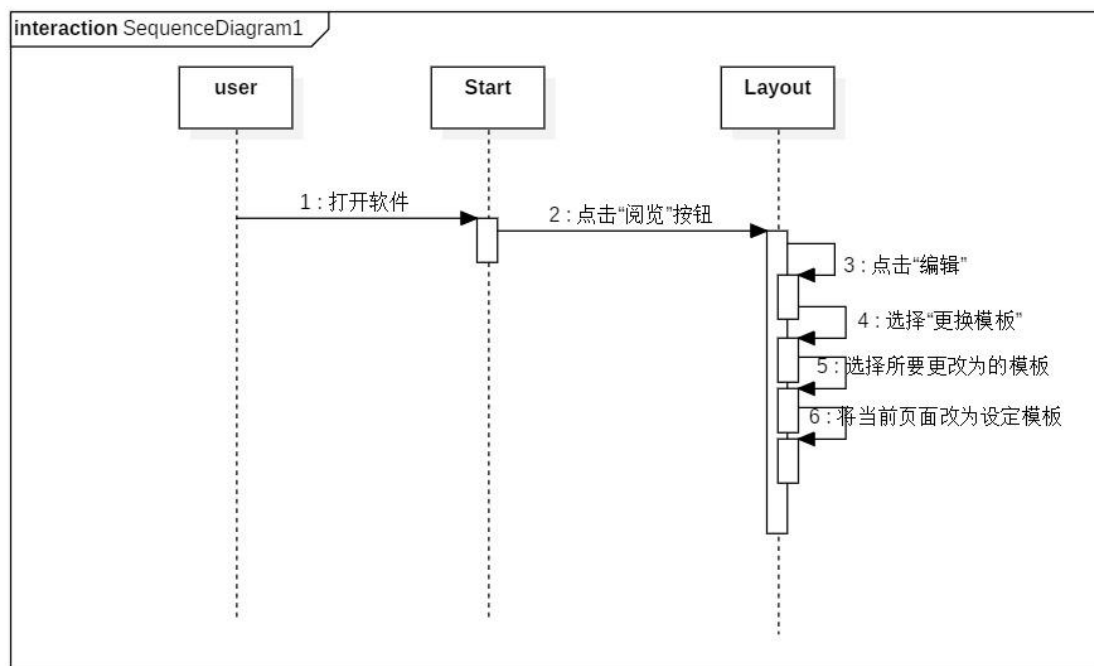 interaction SequenceDiagram1
user
Start
Layout
1 : 打开软件
2 : 点击“阅览”按钮
3 : 点击“编辑”
4 : 选择“更换模板”
5 : 选择所要更改为的模板
6 : 将当前页面改为设定模板